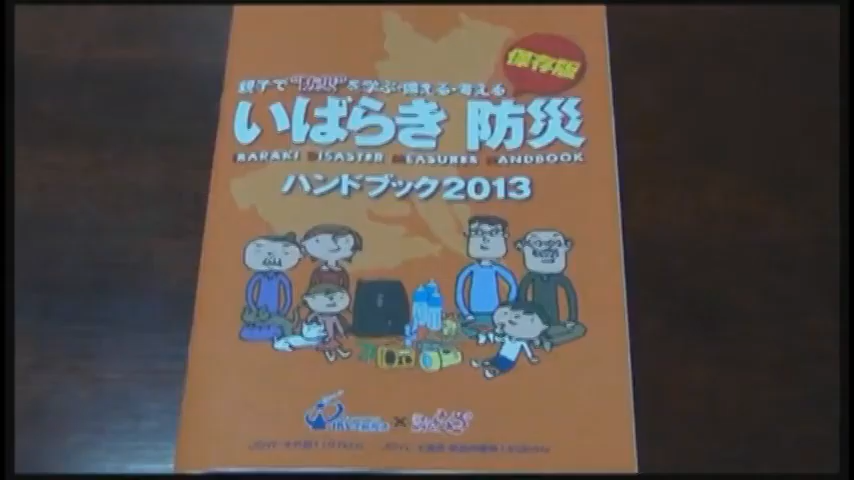 保存版
親子で"防災"を学ぶ・備える・考える
いばらき 防災
IBARAKI DISASTER MEASURES HANDBOOK
ハンドブック2013
×